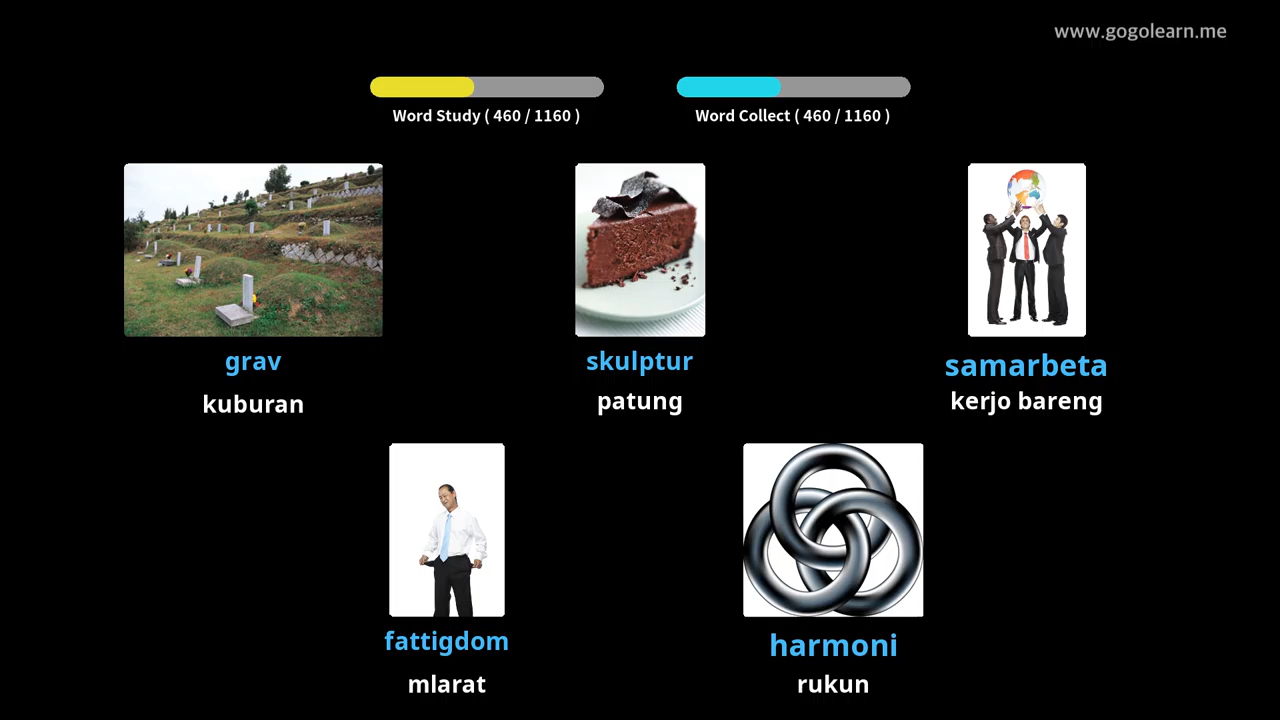 www.gogolearn.me
Word Study ( 460 / 1160 )
Word Collect ( 460 / 1160 )
grav
kuburan
skulptur
patung
samarbeta
kerjo bareng
fattigdom
mlarat
harmoni
rukun